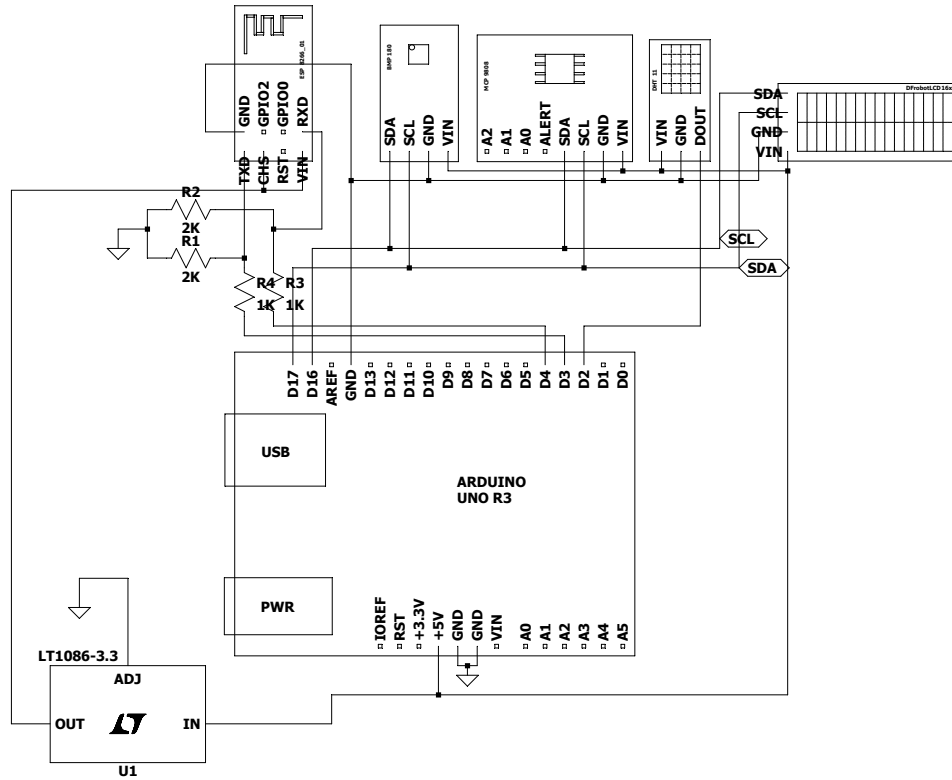 ESP 8266_01
GND
GPIO2
GPIO0
RXD
TXD
CHS
RST
VIN
BMP 180
SDA
SCL
GND
VIN
MCP 9808
A2
A1
A0
ALERT
SDA
SCL
GND
VIN
DHT 11
VIN
GND
DOUT
DFrobotLCD16x
SDA
SCL
GND
VIN
R2
2K
R1
2K
R4
1K
R3
1K
SCL
SDA
D17
D16
AREF
GND
D13
D12
D11
D10
D9
D8
D7
D6
D5
D4
D3
D2
D1
D0
USB
ARDUINO
UNO R3
PWR
IOREF
RST
+3.3V
+5V
GND
GND
VIN
A0
A1
A2
A3
A4
A5
LT1086-3.3
ADJ
OUT
IN
U1